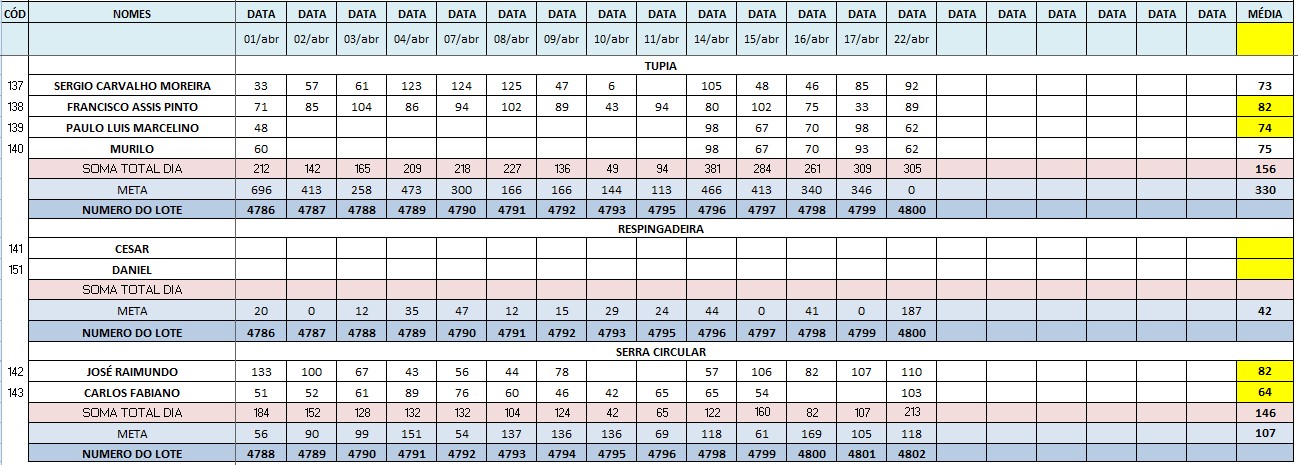 CÓD NOMES DATA DATA DATA DATA DATA DATA DATA DATA DATA DATA DATA DATA DATA DATA DATA DATA DATA DATA DATA DATA MÉDIA
01/abr 02/abr 03/abr 04/abr 07/abr 08/abr 09/abr 10/abr 11/abr 14/abr 15/abr 16/abr 17/abr 22/abr
TUPIA
137 SERGIO CARVALHO MOREIRA 33 57 61 123 124 125 47 6 105 48 46 85 92 73
138 FRANCISCO ASSIS PINTO 71 85 104 86 94 102 89 43 94 80 102 75 33 89 82
139 PAULO LUIS MARCELINO 48 98 67 70 98 62 74
140 MURILO 60 98 67 70 93 62 75
SOMA TOTAL DIA 212 142 165 209 218 227 136 49 94 381 284 261 309 305 156
META 696 413 258 473 300 166 166 144 113 466 413 340 346 0 330
NUMERO DO LOTE 4786 4787 4788 4789 4790 4791 4792 4793 4795 4796 4797 4798 4799 4800
RESPINGADEIRA
141 CESAR
151 DANIEL
SOMA TOTAL DIA
META 20 0 12 35 47 12 15 29 24 44 0 41 0 187 42
NUMERO DO LOTE 4786 4787 4788 4789 4790 4791 4792 4793 4795 4796 4797 4798 4799 4800
SERRA CIRCULAR
142 JOSÉ RAIMUNDO 133 100 67 43 56 44 78 57 106 82 107 110 82
143 CARLOS FABIANO 51 52 61 89 76 60 46 42 65 65 54 103 64
SOMA TOTAL DIA 184 152 128 132 132 104 124 42 65 122 160 82 107 213 146
META 56 90 99 151 54 137 136 136 69 118 61 169 105 118 107
NUMERO DO LOTE 4788 4789 4790 4791 4792 4793 4794 4795 4796 4798 4799 4800 4801 4802